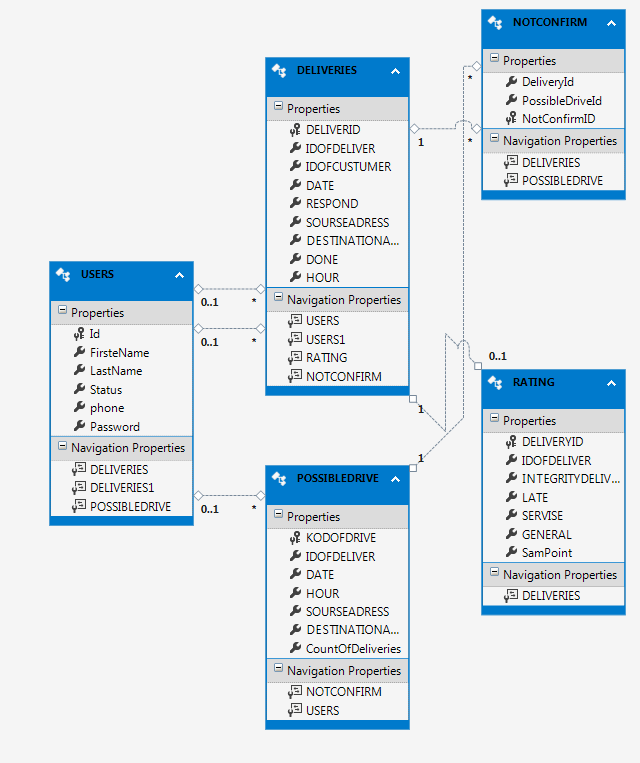 NOTCONFIRM
Properties
DeliveryId
PossibleDriveId
NotConfirmID
Navigation Properties
DELIVERIES
POSSIBLEDRIVE
DELIVERIES
Properties
DELIVERID
IDOFDELIVER
IDOFCUSTUMER
DATE
RESPOND
SOURSEADRESS
DESTINATIONA...
DONE
HOUR
Navigation Properties
USERS
USERS1
RATING
NOTCONFIRM
USERS
Properties
Id
FirsteName
LastName
Status
phone
Password
Navigation Properties
DELIVERIES
DELIVERIES1
POSSIBLEDRIVE
RATING
Properties
DELIVERYID
IDOFDELIVER
INTEGRITYDELIV...
LATE
SERVISE
GENERAL
SamPoint
Navigation Properties
DELIVERIES
POSSIBLEDRIVE
Properties
KODOFDRIVE
IDOFDELIVER
DATE
HOUR
SOURSEADRESS
DESTINATIONA...
CountOfDeliveries
Navigation Properties
NOTCONFIRM
USERS
*
1
*
0..1
*
0..1
*
0..1
1
1
0..1
*